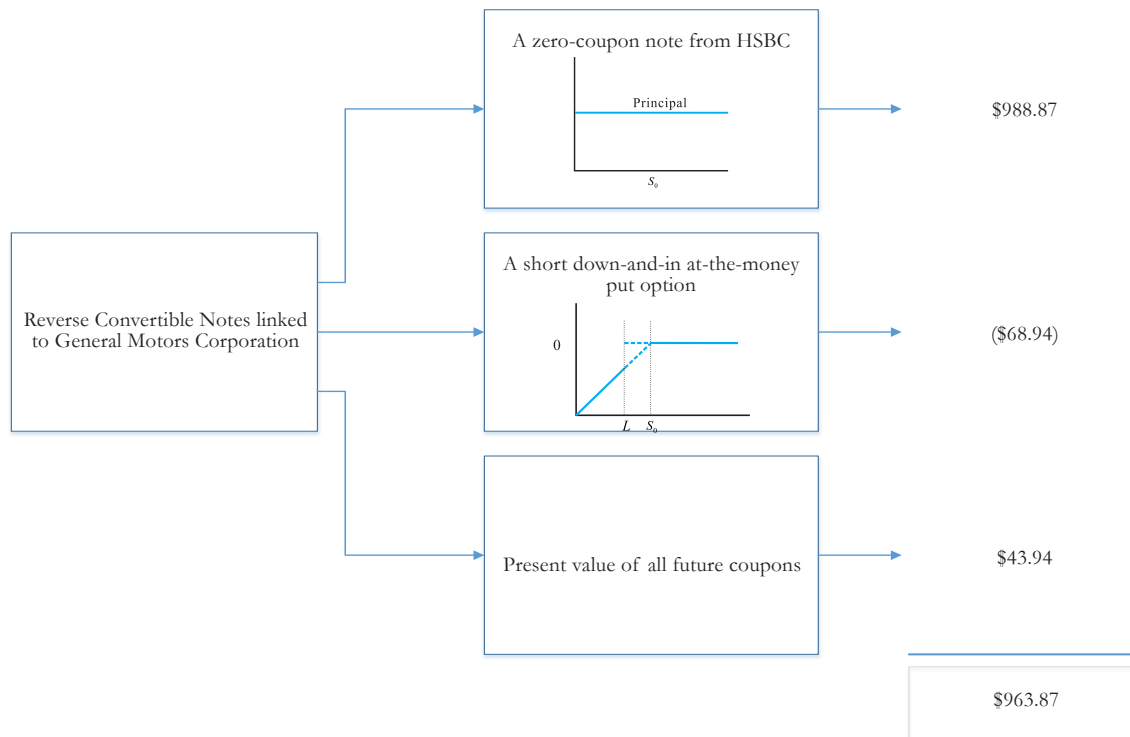 A zero-coupon note from HSBC
Principal
S₀
$988.87
Reverse Convertible Notes linked
to General Motors Corporation
A short down-and-in at-the-money
put option
0
L S₀
($68.94)
Present value of all future coupons
$43.94
$963.87